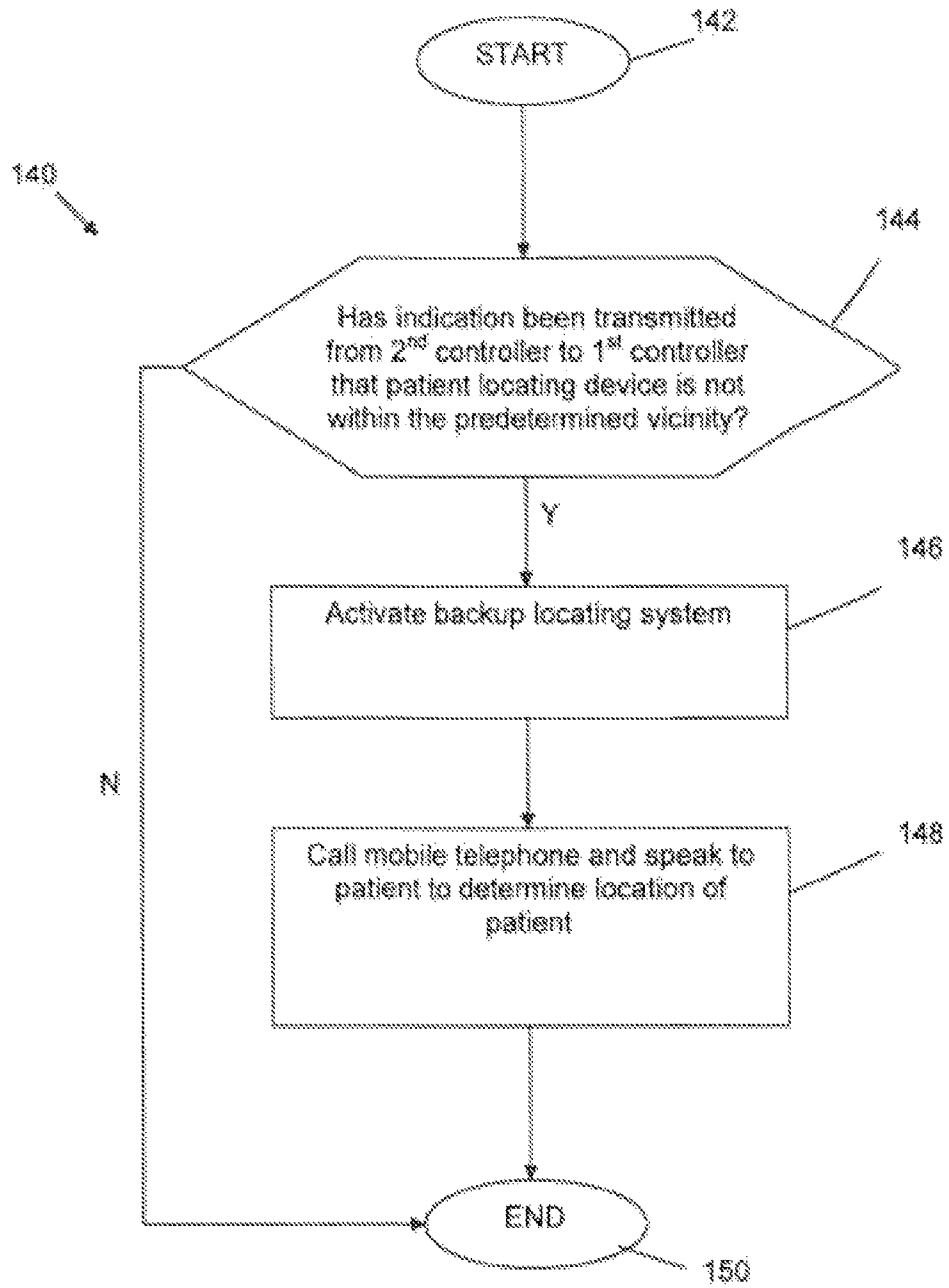 142
START
140
144
Has indication been transmitted
from 2nd controller to 1st controller
that patient locating device is not
within the predetermined vicinity?
Y
146
Activate backup locating system
N
148
Call mobile telephone and speak to
patient to determine location of
patient
END
150